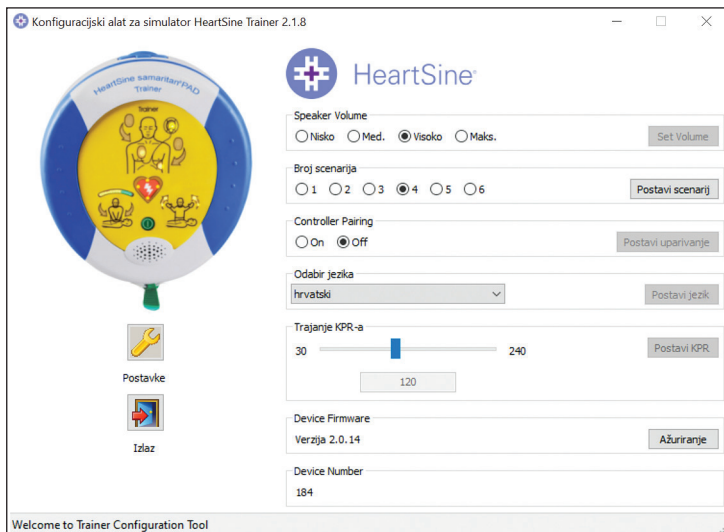 Konfiguracijski alat za simulator HeartSine Trainer 2.1.8
HeartSine samaritan PAD
Trainer
Trainer
HeartSine
Speaker Volume
Nisko Med. Visoko Maks. Set Volume
Broj scenarija
1 2 3 4 5 6 Postavi scenarij
Controller Pairing
On Off Postavi uparivanje
Odabir jezika
hrvatski Postavi jezik
Trajanje KPR-a
30 240 Postavi KPR
120
Postavke
Izlaz
Device Firmware
Verzija 2.0.14 Ažuriranje
Device Number
184
Welcome to Trainer Configuration Tool